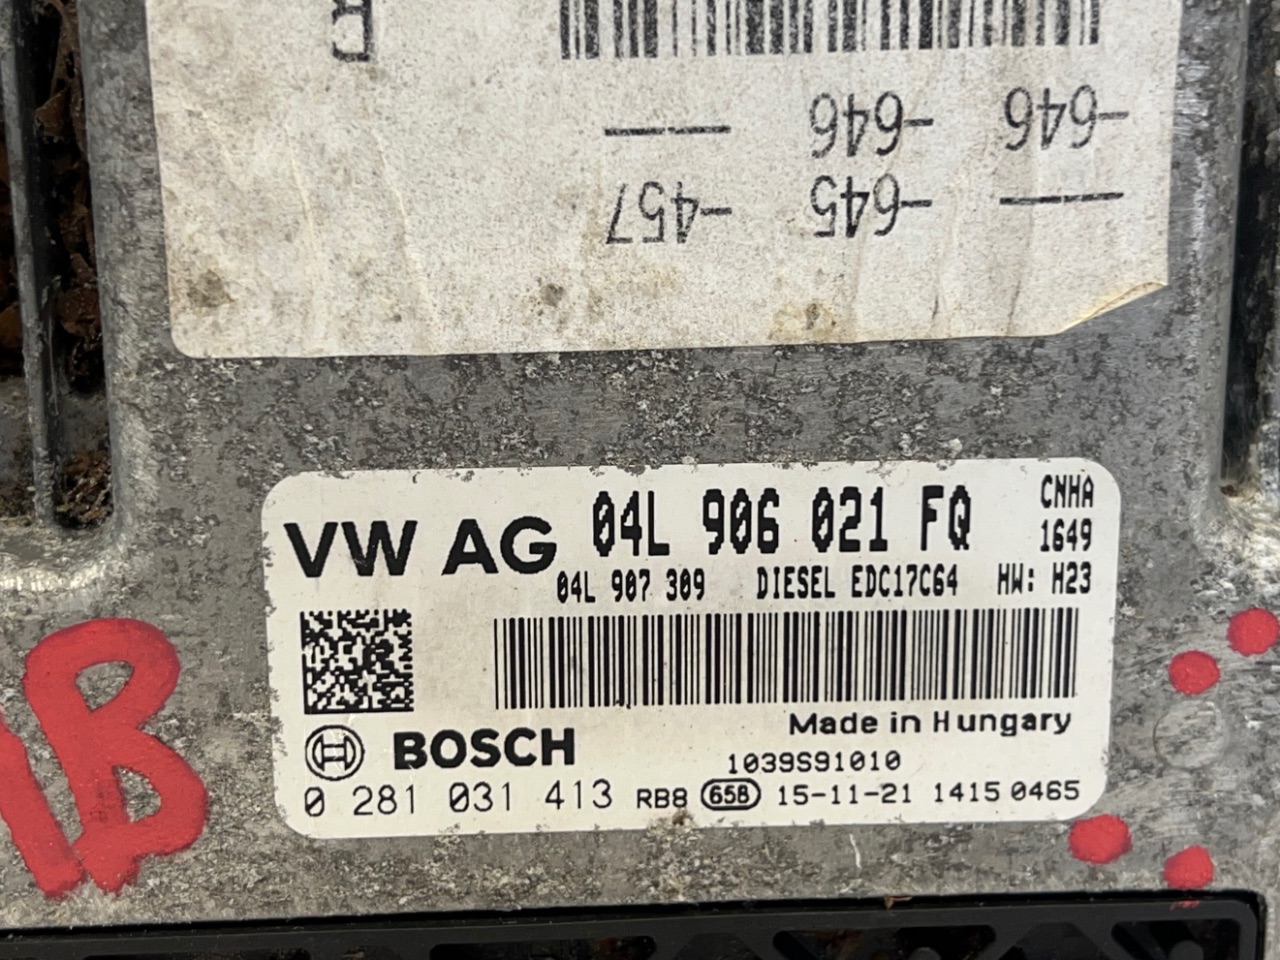 -646 -646 ---
--- -645 -457
VW AG 04L 906 021 FQ CNHA
1649
04L 907 309 DIESEL EDC17C64 HW: H23
BOSCH Made in Hungary
1039S91010
0 281 031 413 RB8 65B 15-11-21 1415 0465